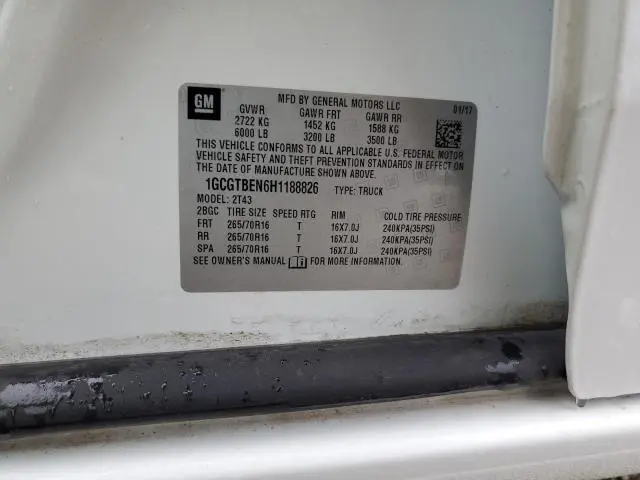 GM
MFD BY GENERAL MOTORS LLC 01/17
GVWR GAWR FRT GAWR RR
2722 KG 1452 KG 1588 KG
6000 LB 3200 LB 3500 LB
THIS VEHICLE CONFORMS TO ALL APPLICABLE U.S. FEDERAL MOTOR
VEHICLE SAFETY AND THEFT PREVENTION STANDARDS IN EFFECT ON
THE DATE OF MANUFACTURE SHOWN ABOVE.
1GCGTBEN6H1188826 TYPE: TRUCK
MODEL: 2T43
2BGC TIRE SIZE SPEED RTG RIM COLD TIRE PRESSURE
FRT 265/70R16 T 16X7.0J 240KPA(35PSI)
RR 265/70R16 T 16X7.0J 240KPA(35PSI)
SPA 265/70R16 T 16X7.0J 240KPA(35PSI)
SEE OWNER'S MANUAL FOR MORE INFORMATION.